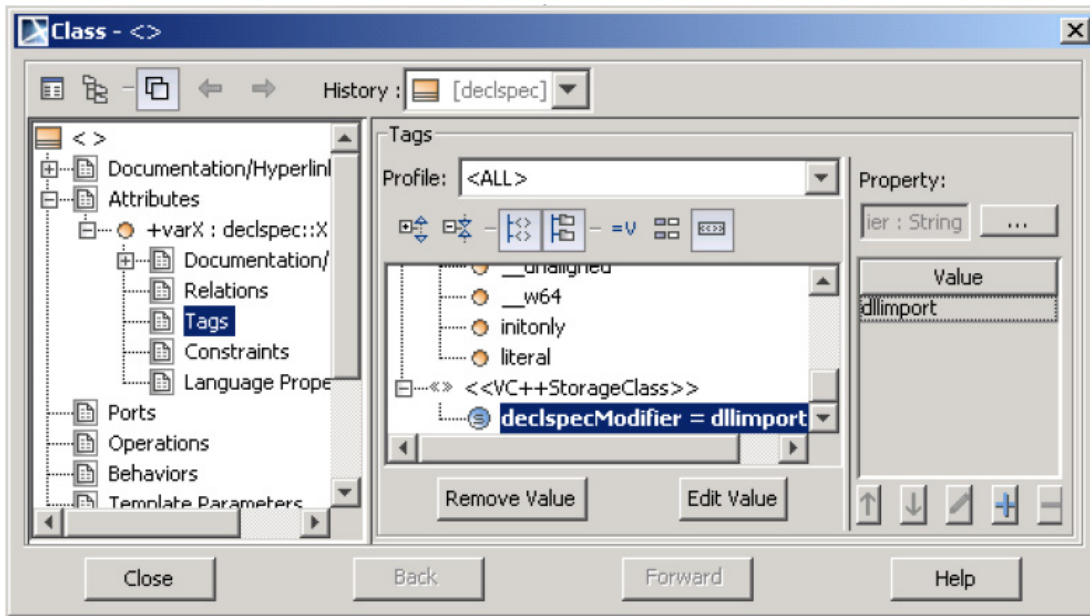 Class - <>
History : [declspec]
< >
Documentation/Hyperlinl
Attributes
+varX : declspec::X
Documentation/
Relations
Tags
Constraints
Language Prope
Ports
Operations
Behaviors
Template Parameters
Tags
Profile: <ALL>
=V
__unaligned
__w64
initonly
literal
<<VC++StorageClass>>
declspecModifier = dllimport
Remove Value Edit Value
Property:
ier : String ...
Value
dllimport
Close Back Forward Help